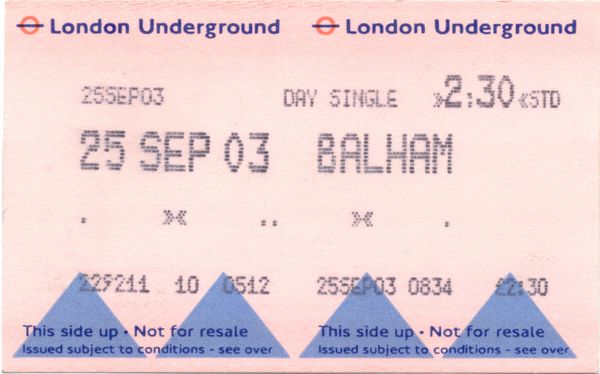 London Underground London Underground
25SEP03 DAY SINGLE »2:30«STD
25 SEP 03 BALHAM
. »« .. »« .
229211 10 0512 25SEP03 0834 £2:30
This side up · Not for resale This side up · Not for resale
Issued subject to conditions - see over Issued subject to conditions - see over